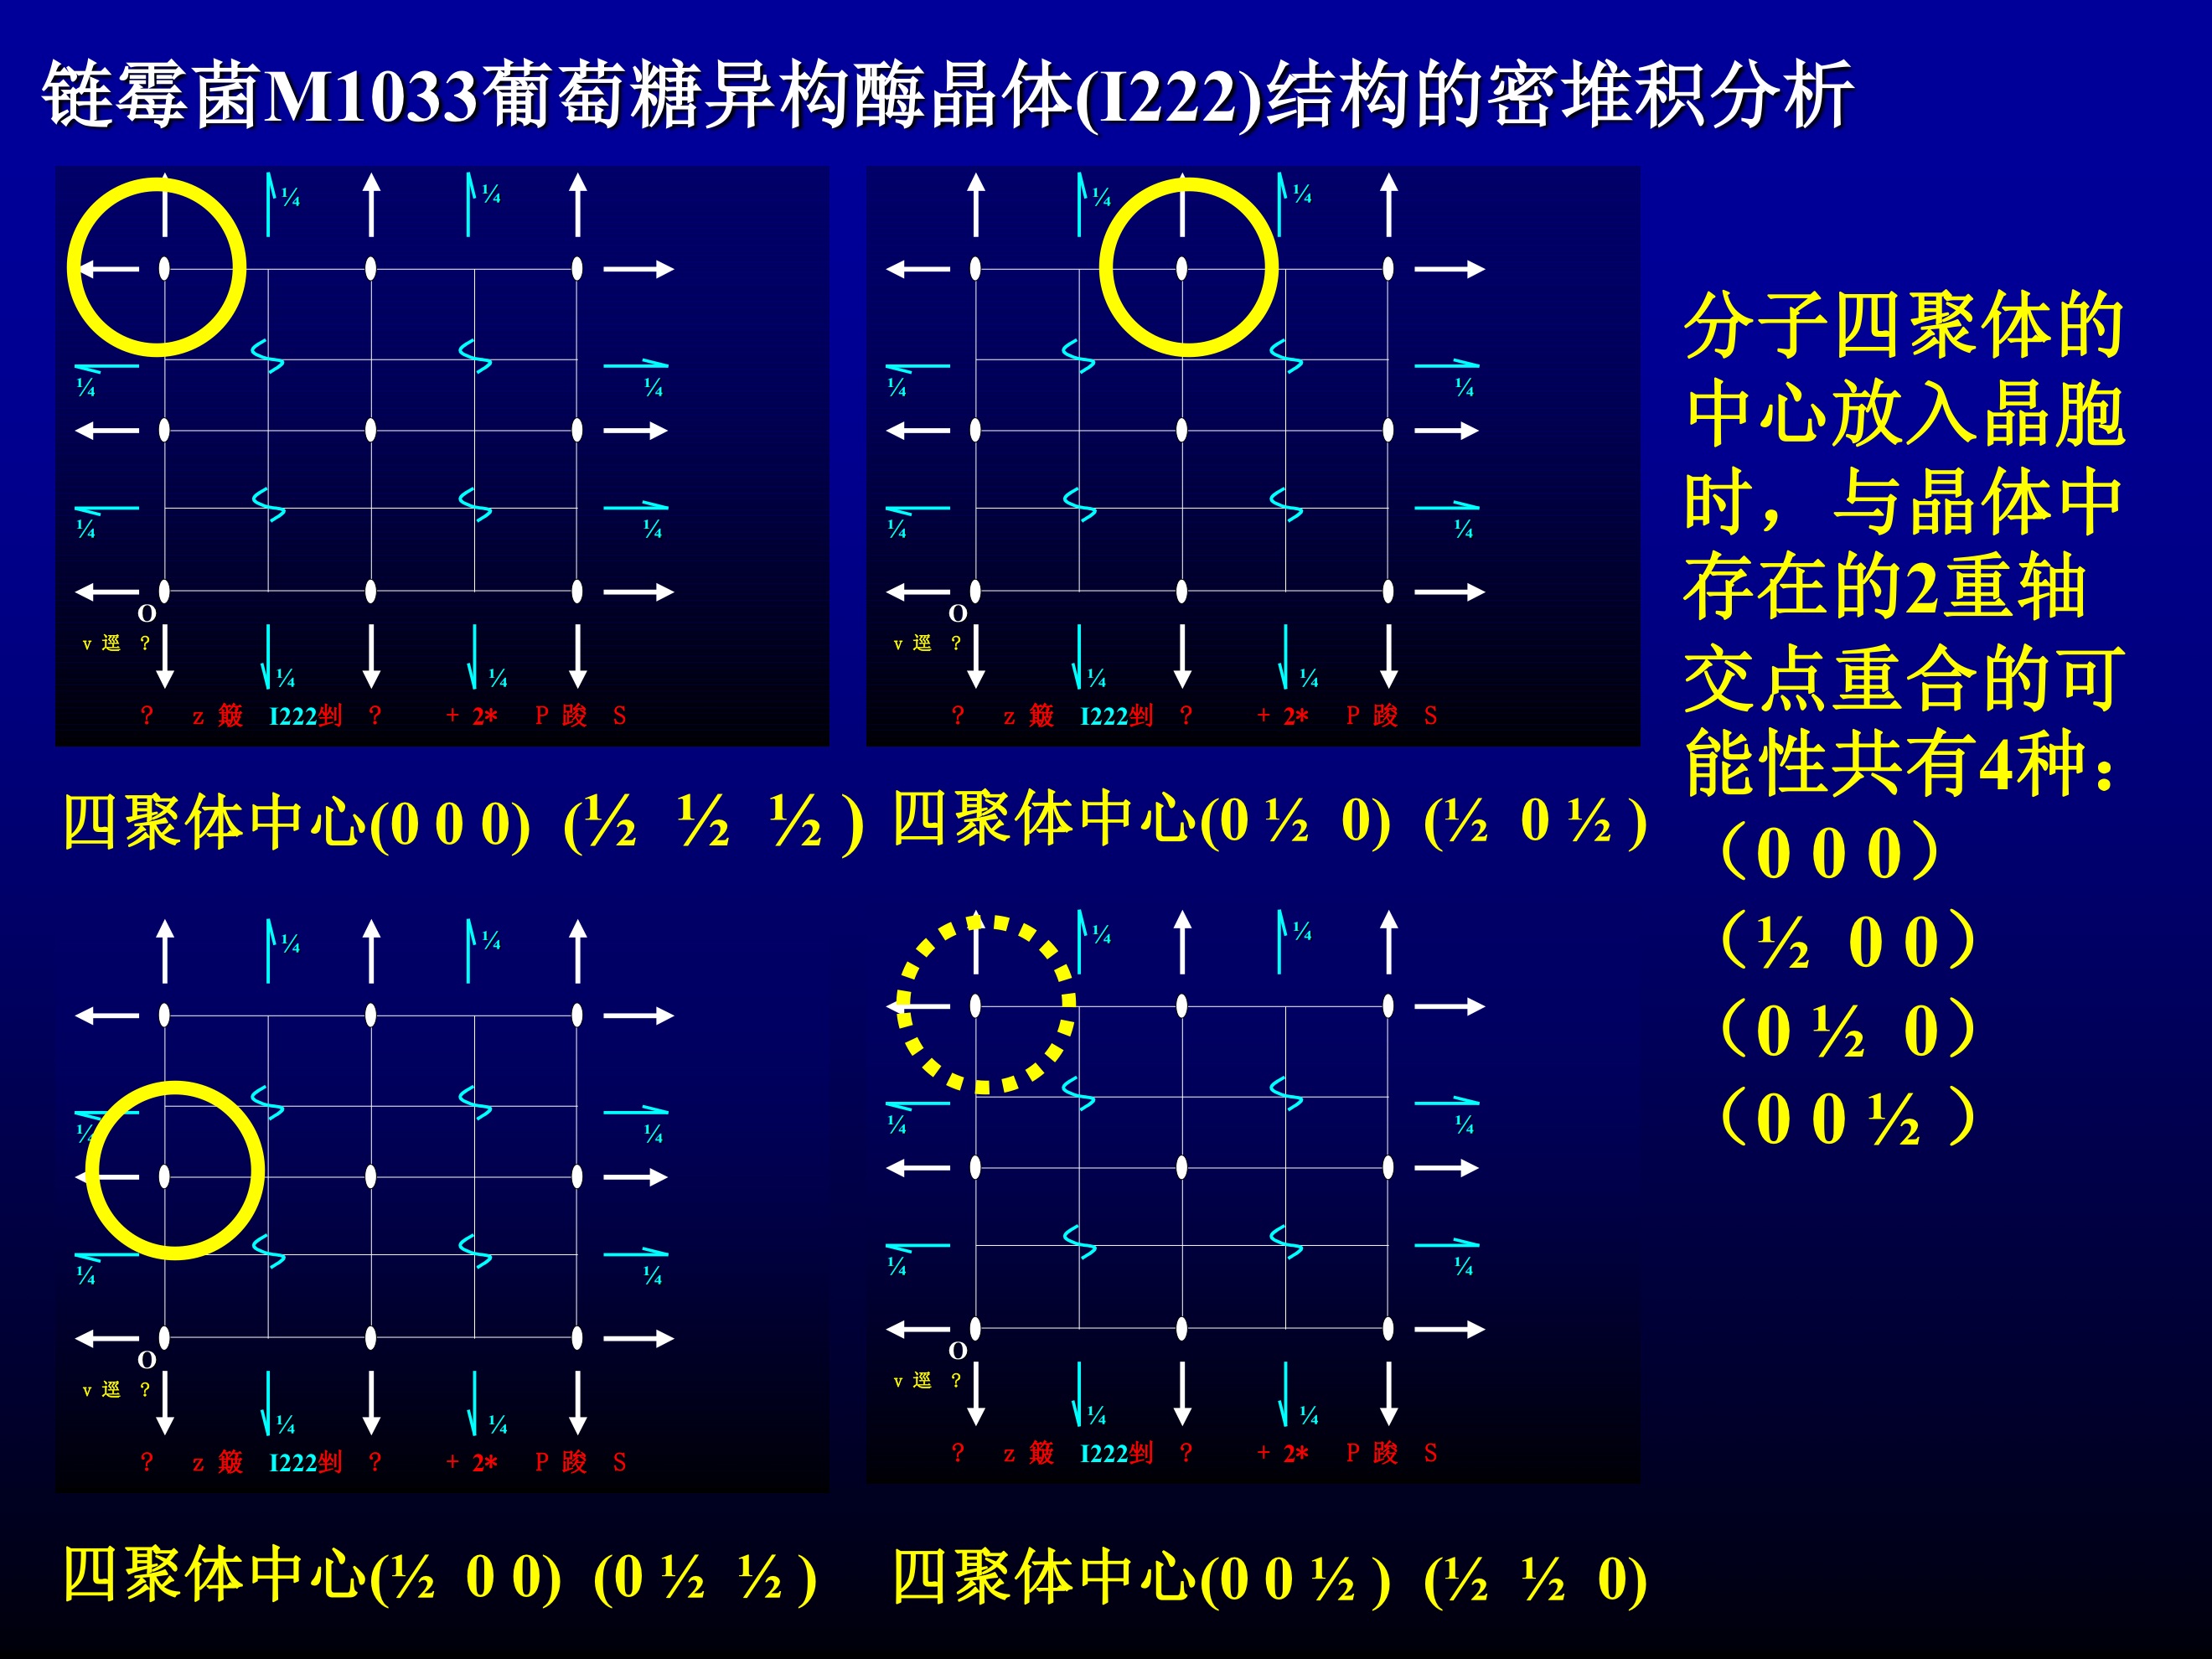 链霉菌M1033葡萄糖异构酶晶体(I222)结构的密堆积分析
¼ ¼
¼ ¼
¼ ¼
O
v 逕 ?
¼ ¼
? z 簸 I222剉 ? + 2* P 踆 S
四聚体中心(0 0 0) (½ ½ ½ )
¼ ¼
¼ ¼
¼ ¼
O
v 逕 ?
¼ ¼
? z 簸 I222剉 ? + 2* P 踆 S
四聚体中心(0 ½ 0) (½ 0 ½ )
¼ ¼
¼ ¼
¼ ¼
O
v 逕 ?
¼ ¼
? z 簸 I222剉 ? + 2* P 踆 S
四聚体中心(½ 0 0) (0 ½ ½ )
¼ ¼
¼ ¼
¼ ¼
O
v 逕 ?
¼ ¼
? z 簸 I222剉 ? + 2* P 踆 S
四聚体中心(0 0 ½ ) (½ ½ 0)
分子四聚体的
中心放入晶胞
时，与晶体中
存在的2重轴
交点重合的可
能性共有4种：
（0 0 0）
（½ 0 0）
（0 ½ 0）
（0 0 ½ ）